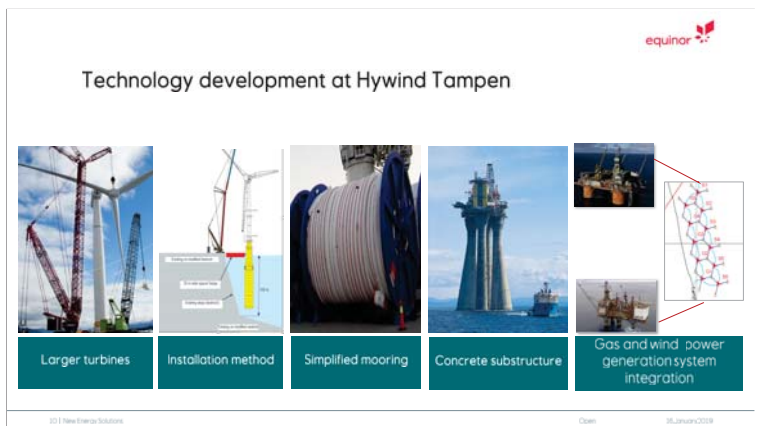 equinor
Technology development at Hywind Tampen
Larger turbines
Installation method
Simplified mooring
Concrete substructure
Gas and wind power
generation system
integration
10 | New Energy Solutions
Open
18 January 2019